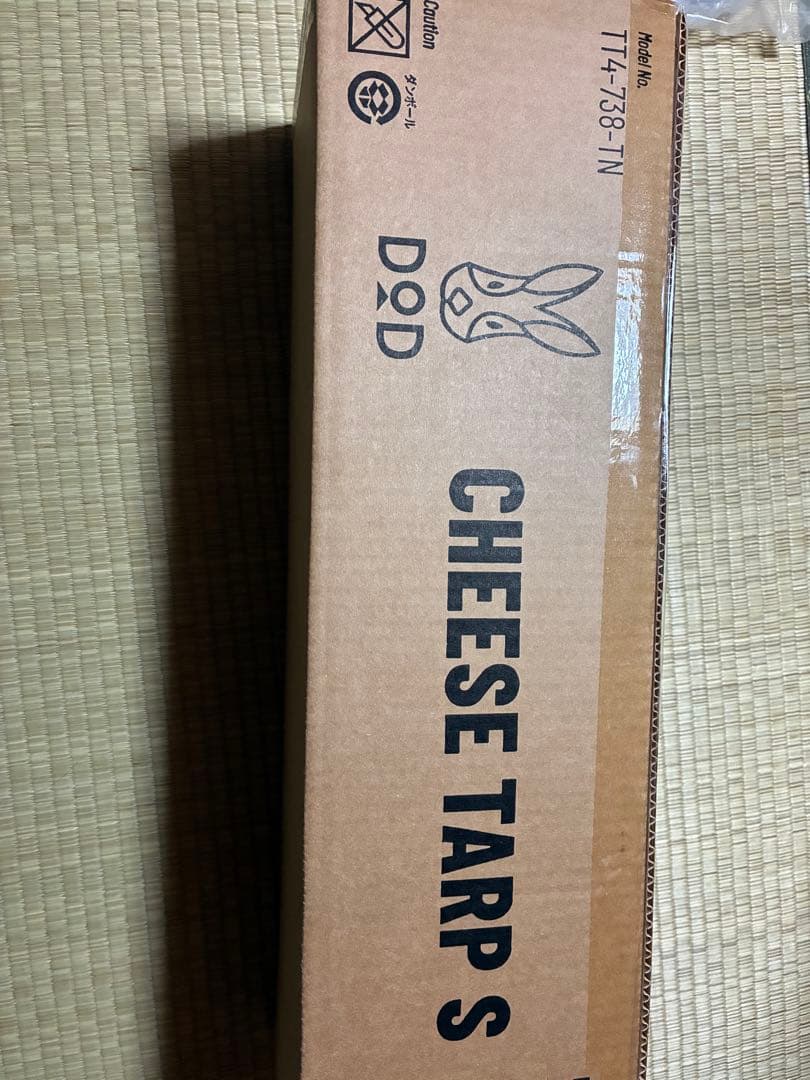 Model No.
TT4-738-TN
Caution
ダンボール
DOD
CHEESE TARP S